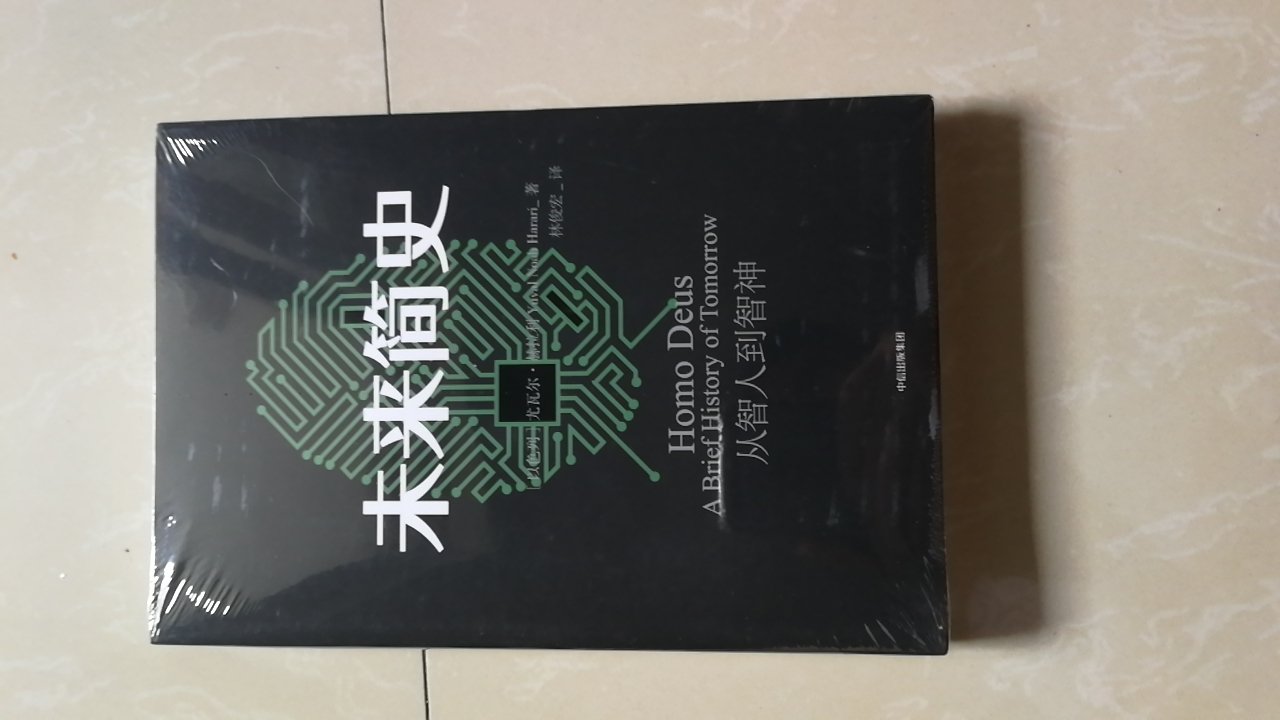 未来简史
[以色列]尤瓦尔·赫拉利 Yuval Noah Harari_著
林俊宏_译
Homo Deus
A Brief History of Tomorrow
从智人到智神
中信出版集团